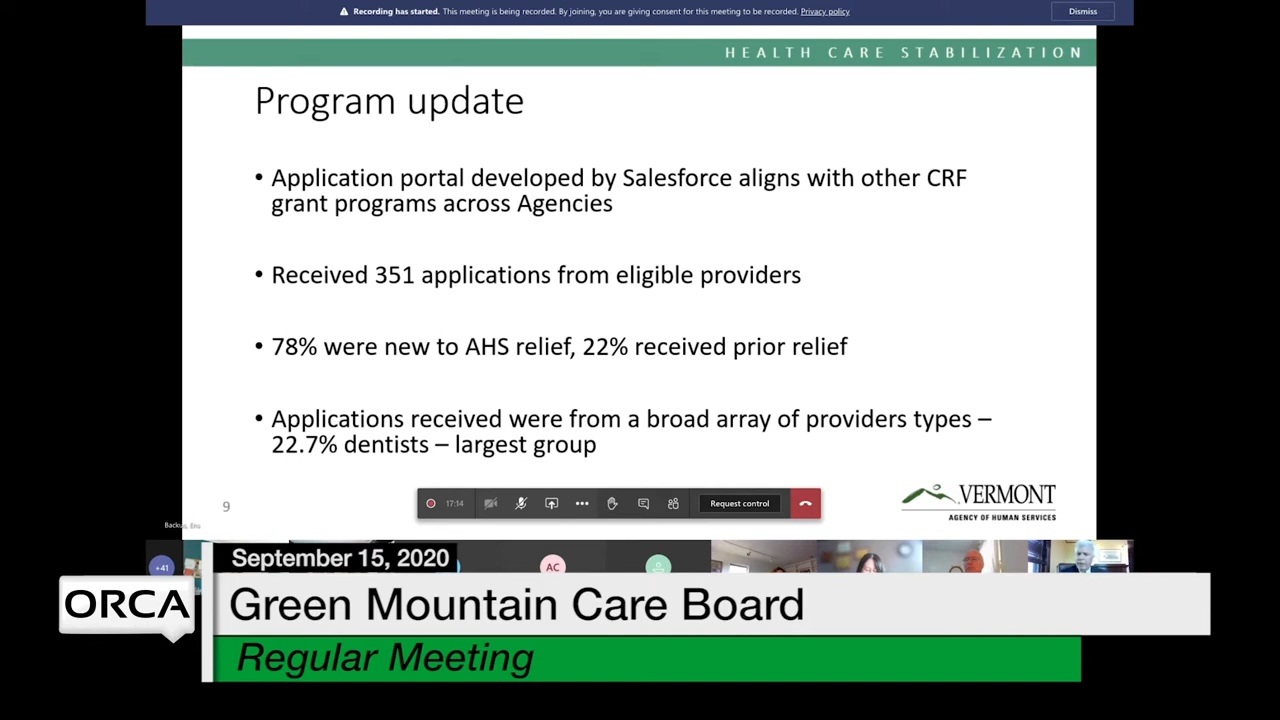 Recording has started. This meeting is being recorded. By joining, you are giving consent for this meeting to be recorded. Privacy policy
Dismiss
HEALTH CARE STABILIZATION
Program update
• Application portal developed by Salesforce aligns with other CRF
grant programs across Agencies
• Received 351 applications from eligible providers
• 78% were new to AHS relief, 22% received prior relief
• Applications received were from a broad array of providers types –
22.7% dentists – largest group
17:14
Request control
9
VERMONT
AGENCY OF HUMAN SERVICES
+41
AC
September 15, 2020
ORCA
Green Mountain Care Board
Regular Meeting